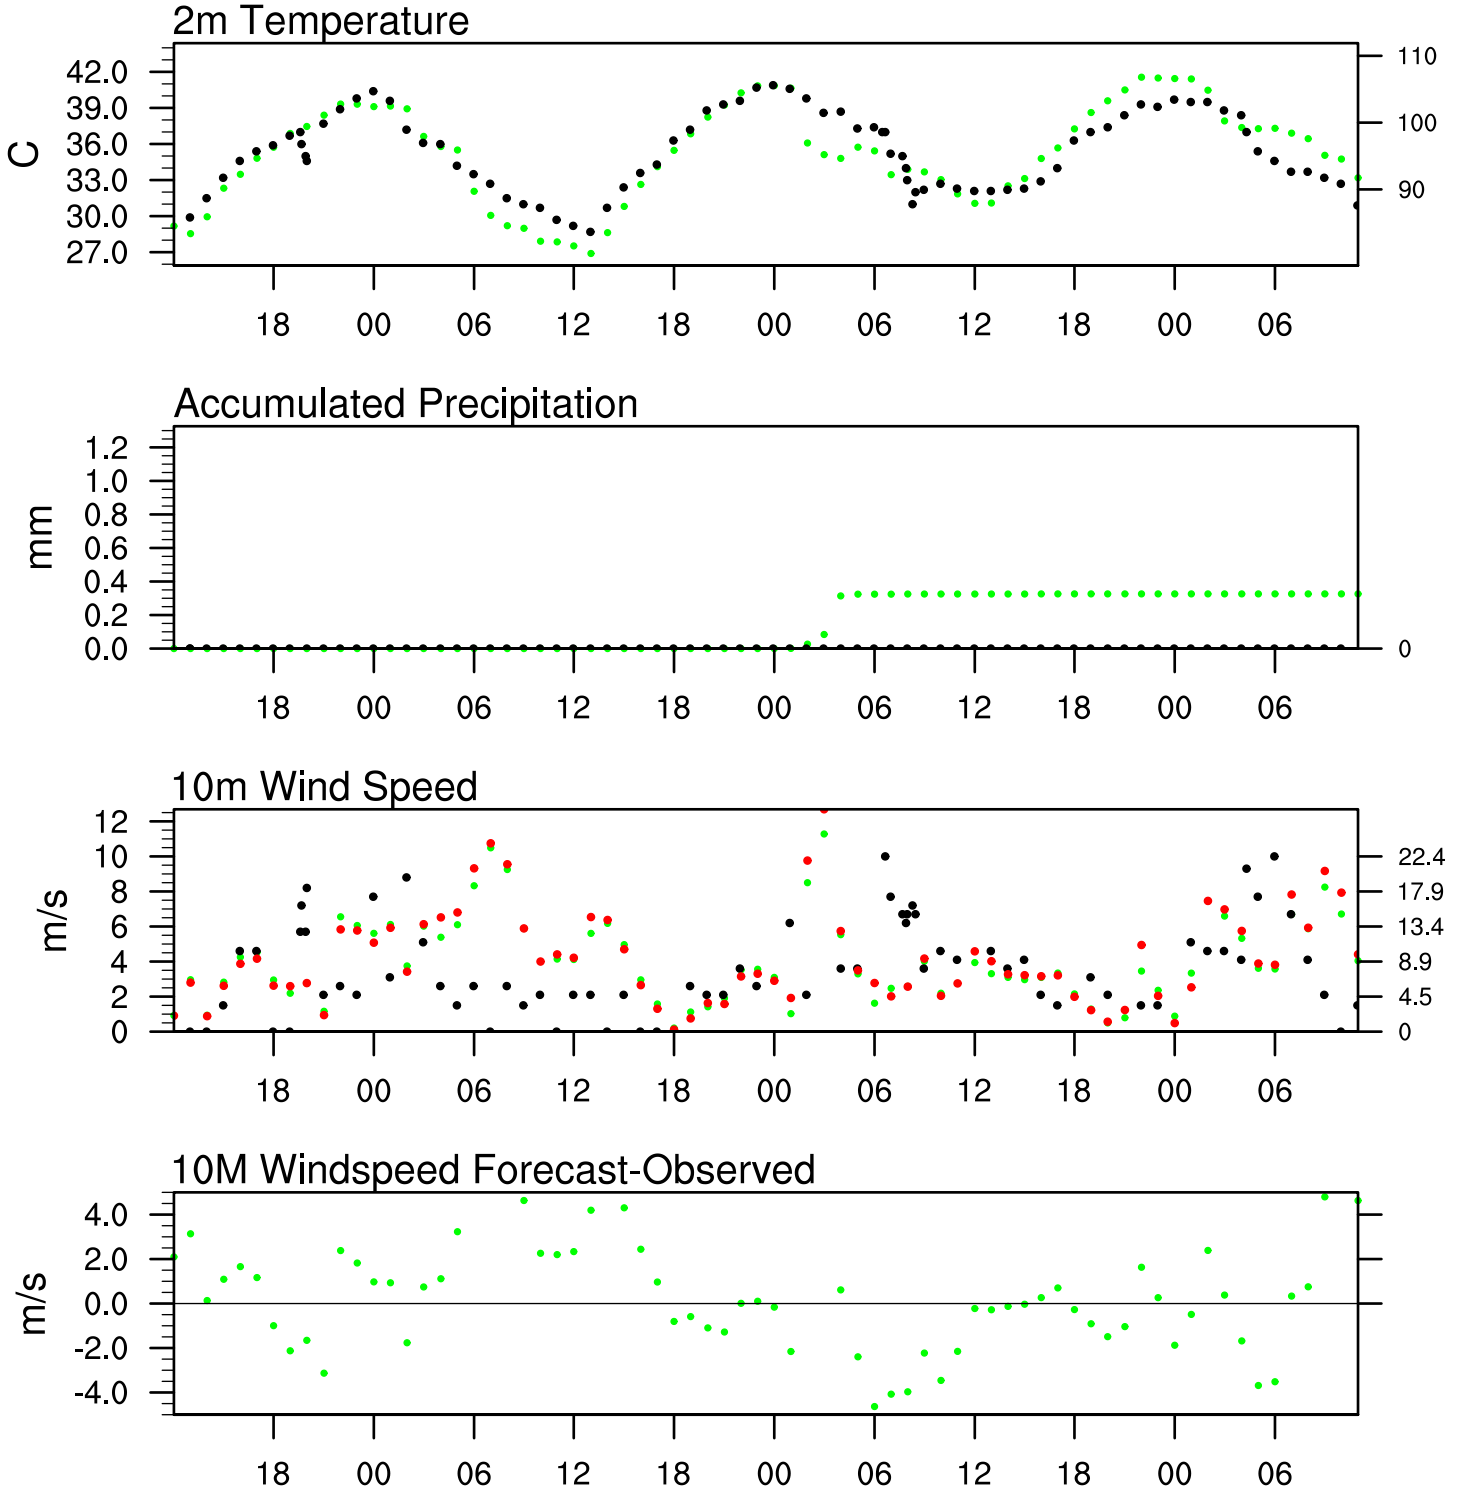 2m Temperature
C
42.0
39.0
36.0
33.0
30.0
27.0
110
100
90
18 00 06 12 18 00 06 12 18 00 06
Accumulated Precipitation
mm
1.2
1.0
0.8
0.6
0.4
0.2
0.0
0
18 00 06 12 18 00 06 12 18 00 06
10m Wind Speed
m/s
12
10
8
6
4
2
0
22.4
17.9
13.4
8.9
4.5
0
18 00 06 12 18 00 06 12 18 00 06
10M Windspeed Forecast-Observed
m/s
4.0
2.0
0.0
-2.0
-4.0
18 00 06 12 18 00 06 12 18 00 06